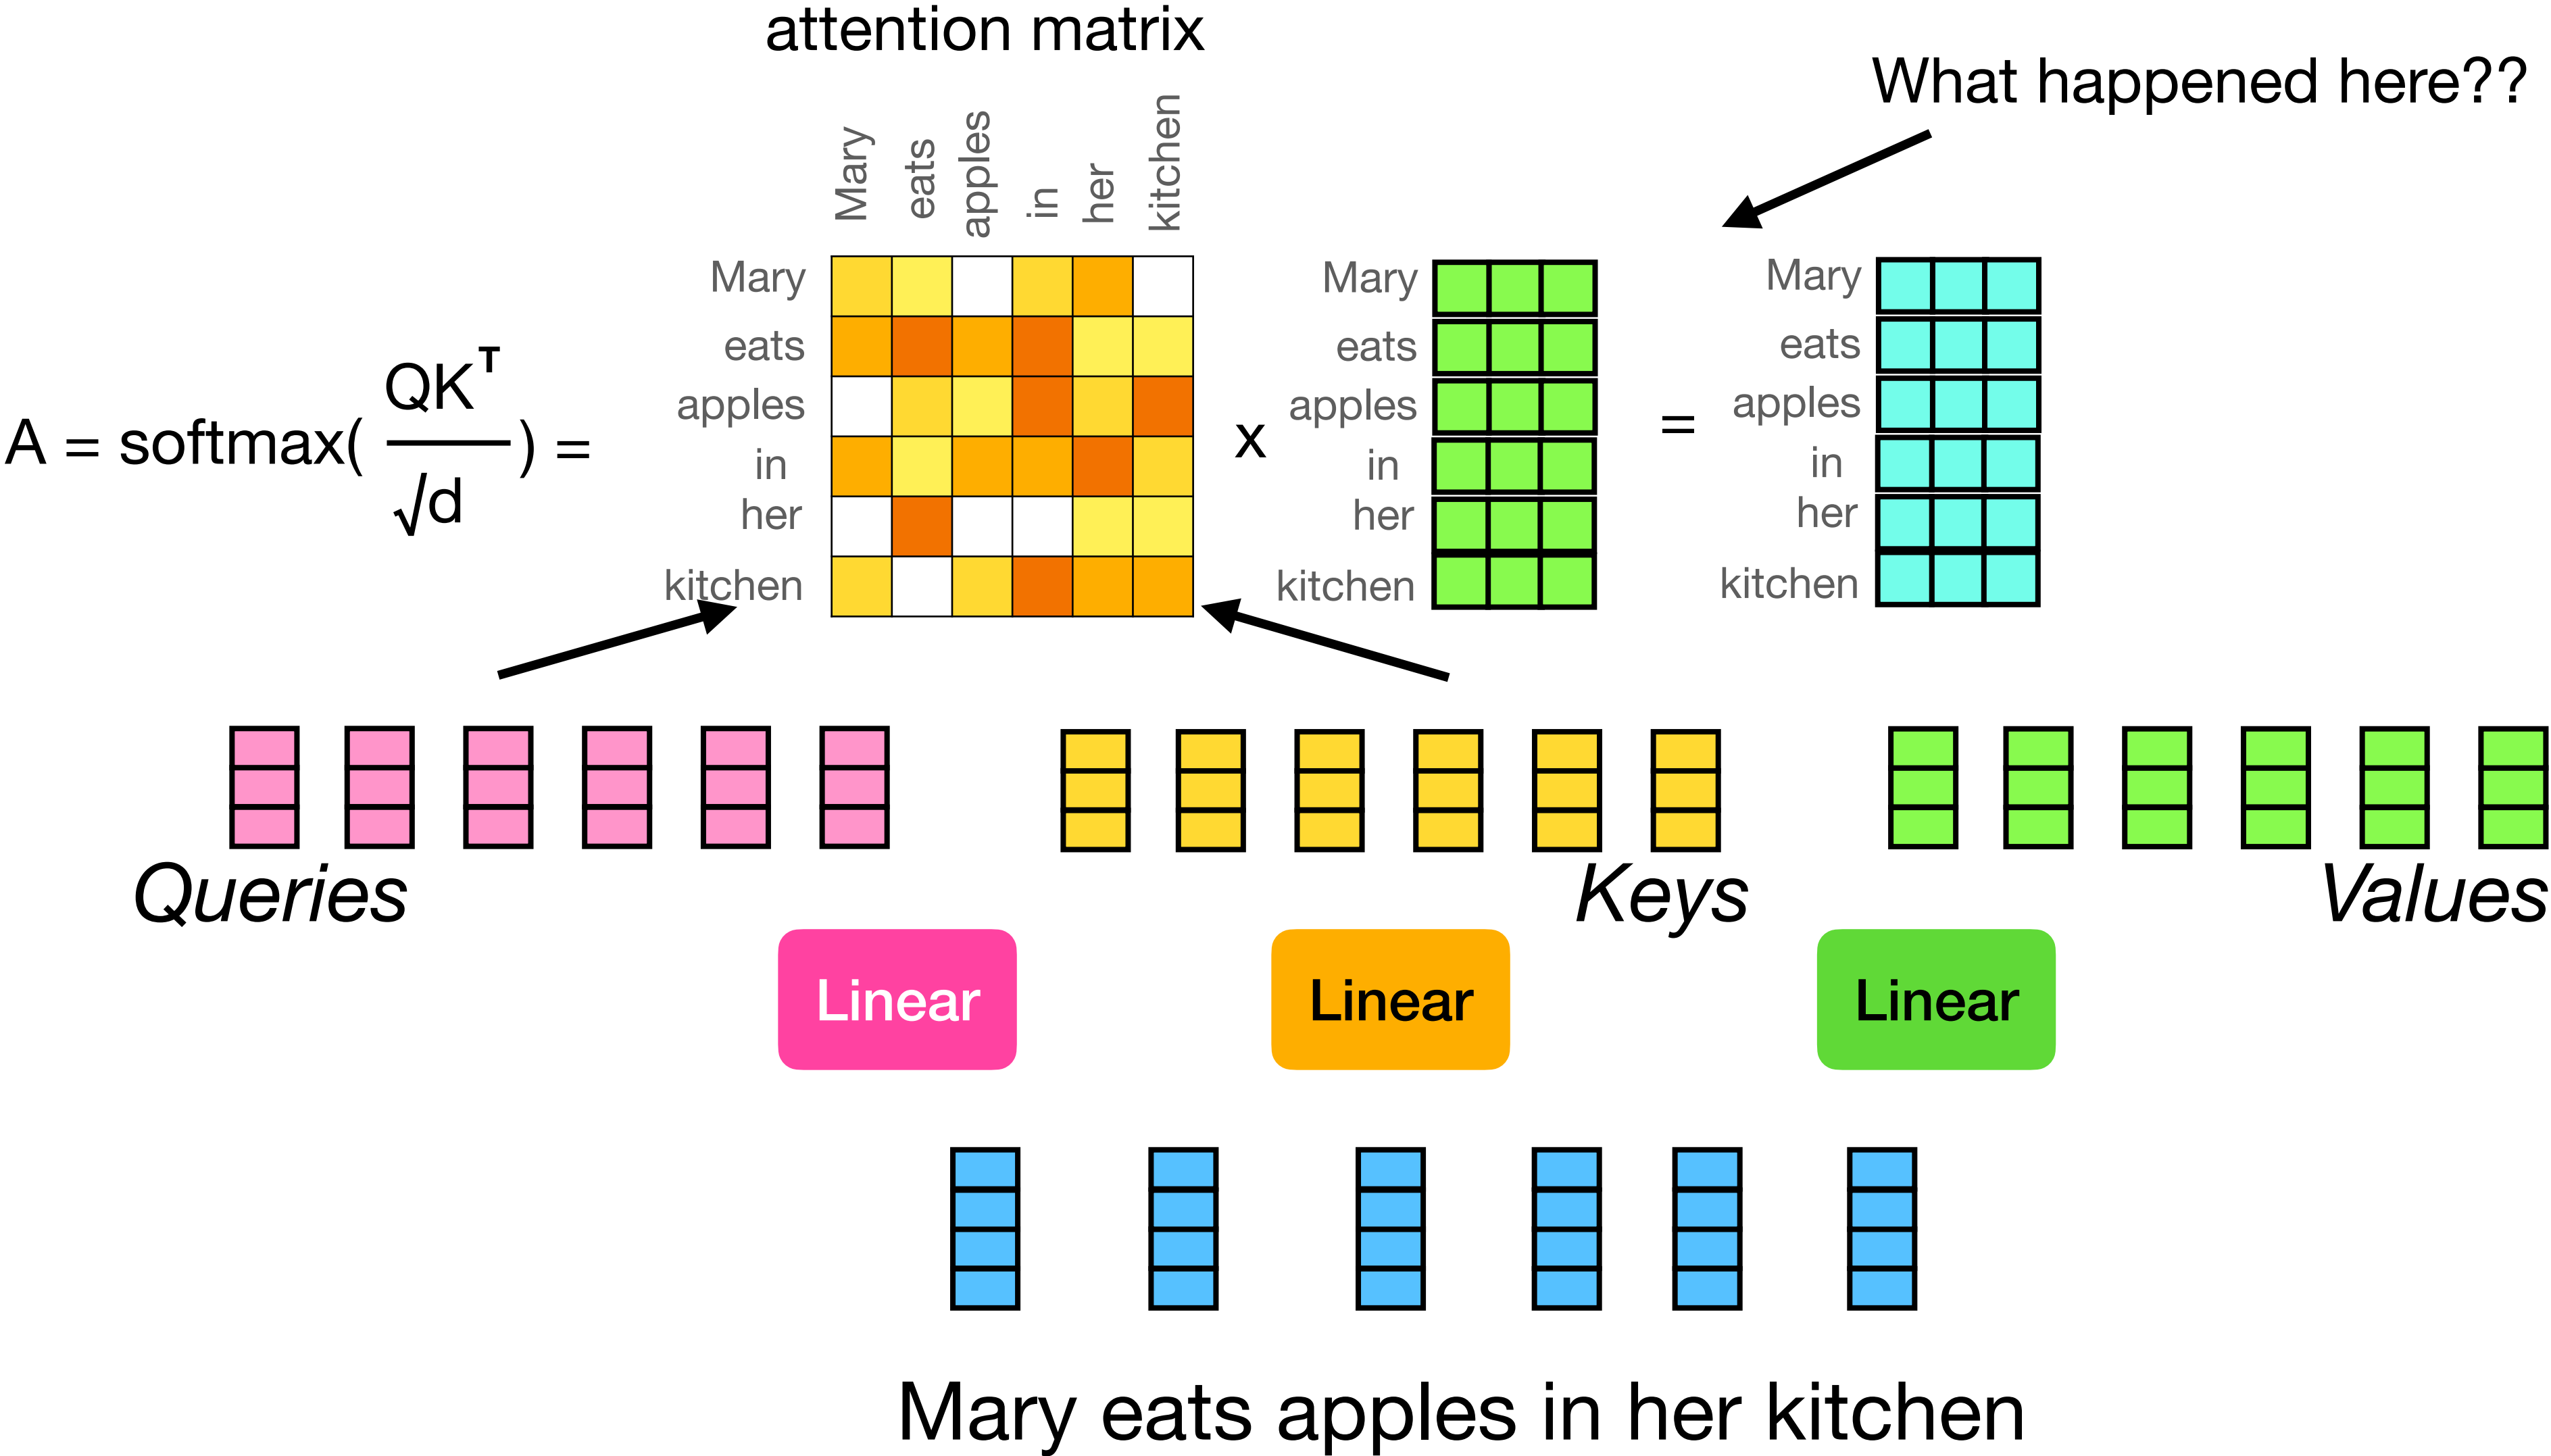 attention matrix
What happened here??
Mary eats apples in her kitchen
Mary
eats
apples
in
her
kitchen
A = softmax( QKᵀ / √d ) =
x
Mary
eats
apples
in
her
kitchen
=
Mary
eats
apples
in
her
kitchen
Queries
Keys
Values
Linear
Linear
Linear
Mary eats apples in her kitchen